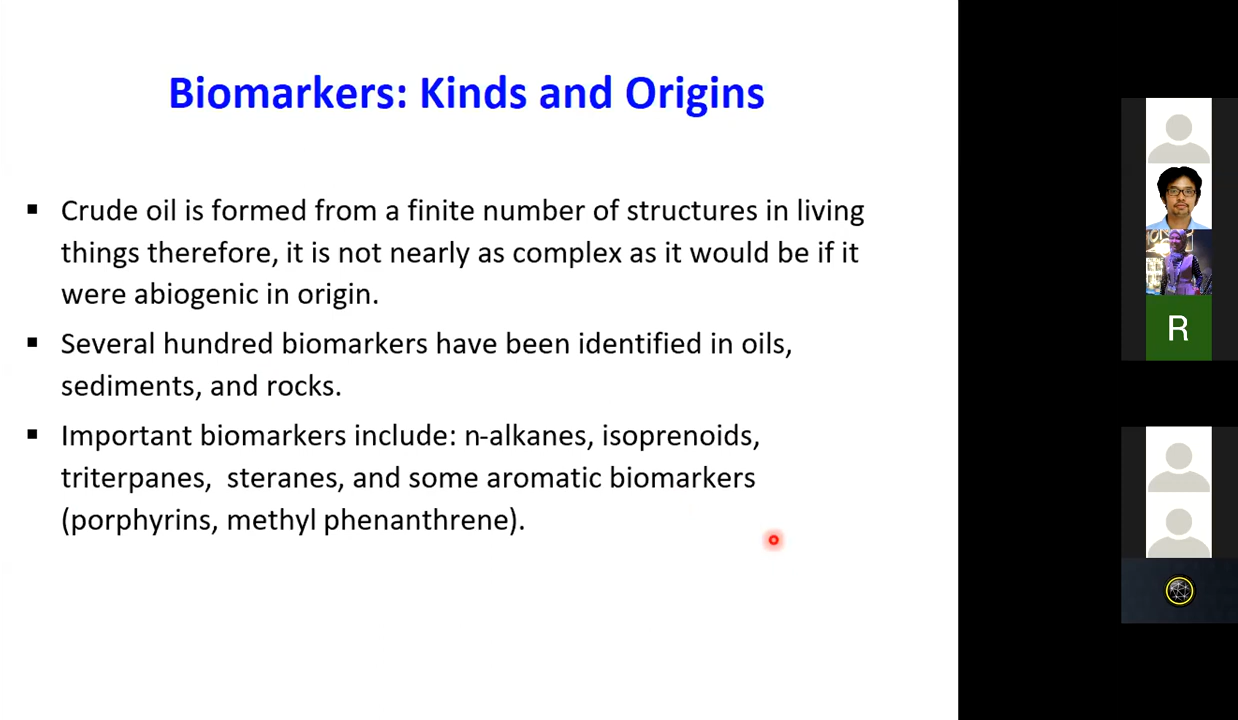 Biomarkers: Kinds and Origins
▪ Crude oil is formed from a finite number of structures in living
things therefore, it is not nearly as complex as it would be if it
were abiogenic in origin.
▪ Several hundred biomarkers have been identified in oils,
sediments, and rocks.
▪ Important biomarkers include: n-alkanes, isoprenoids,
triterpanes,  steranes, and some aromatic biomarkers
(porphyrins, methyl phenanthrene).
R